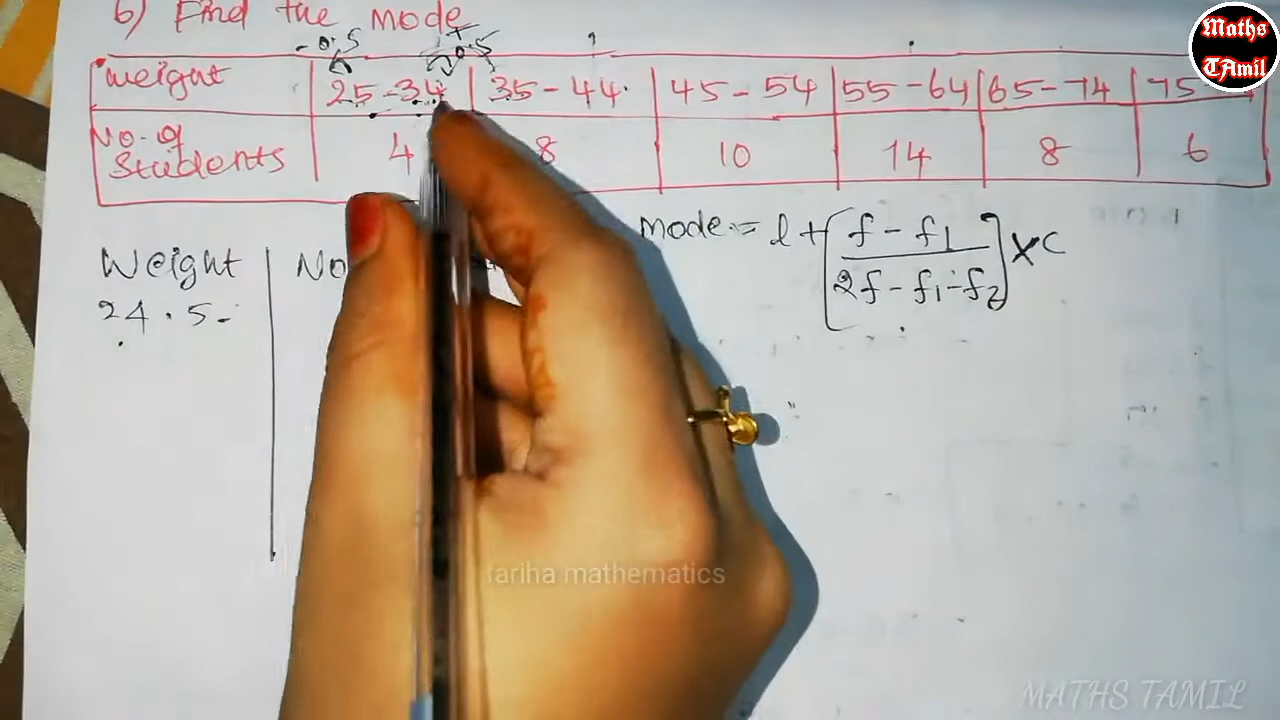 6) Find the mode
- 0.5 + 0.5
Weight 25-34 35-44 45-54 55-64 65-74 75-
No. of Students 4 8 10 14 8 6
mode = l + [f - f1 / 2f - f1 - f2] × c
Weight No
24.5 -
Maths
TAmil
fariha mathematics
MATHS TAMIL